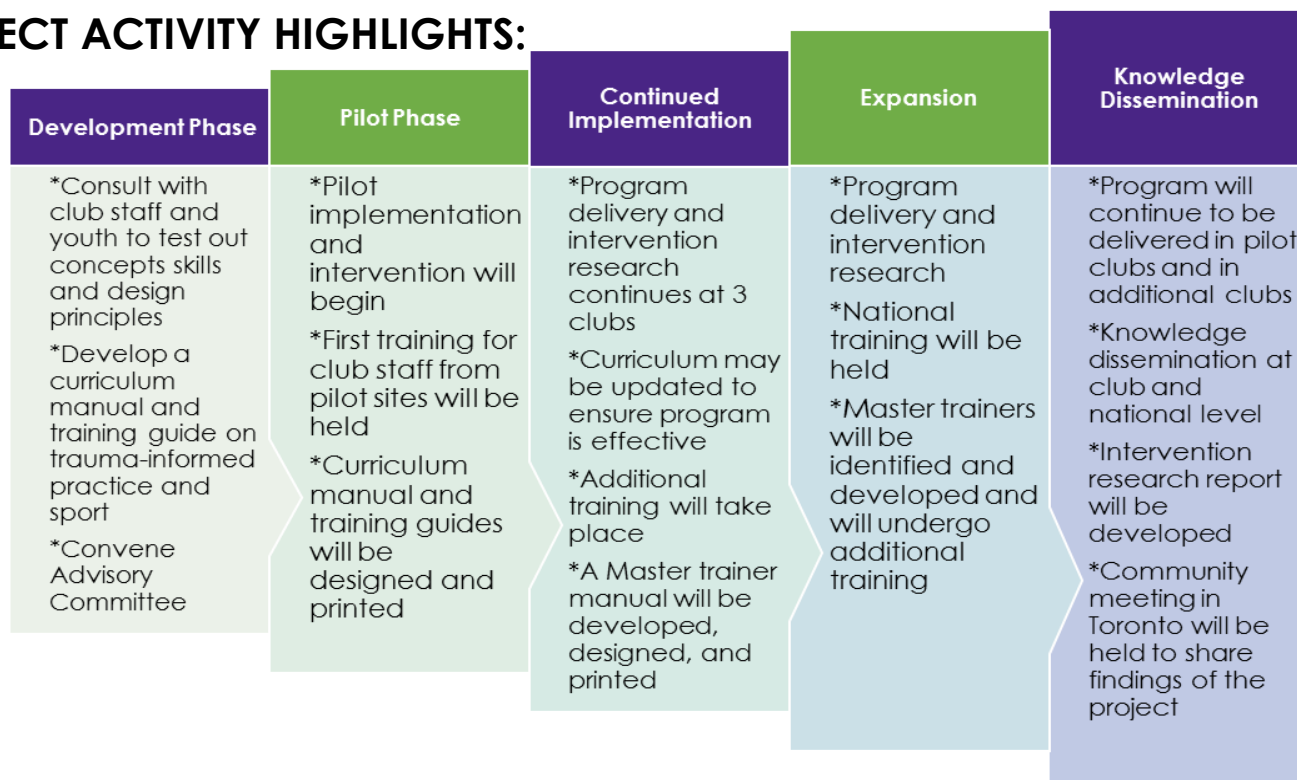 ECT ACTIVITY HIGHLIGHTS:
Development Phase
*Consult with
club staff and
youth to test out
concepts skills
and design
principles
*Develop a
curriculum
manual and
training guide on
trauma-informed
practice and
sport
*Convene
Advisory
Committee
Pilot Phase
*Pilot
implementation
and
intervention will
begin
*First training for
club staff from
pilot sites will be
held
*Curriculum
manual and
training guides
will be
designed and
printed
Continued
Implementation
*Program
delivery and
intervention
research
continues at 3
clubs
*Curriculum may
be updated to
ensure program
is effective
*Additional
training will take
place
*A Master trainer
manual will be
developed,
designed, and
printed
Expansion
*Program
delivery and
intervention
research
*National
training will be
held
*Master trainers
will be
identified and
developed and
will undergo
additional
training
Knowledge
Dissemination
*Program will
continue to be
delivered in pilot
clubs and in
additional clubs
*Knowledge
dissemination at
club and
national level
*Intervention
research report
will be
developed
*Community
meeting in
Toronto will be
held to share
findings of the
project